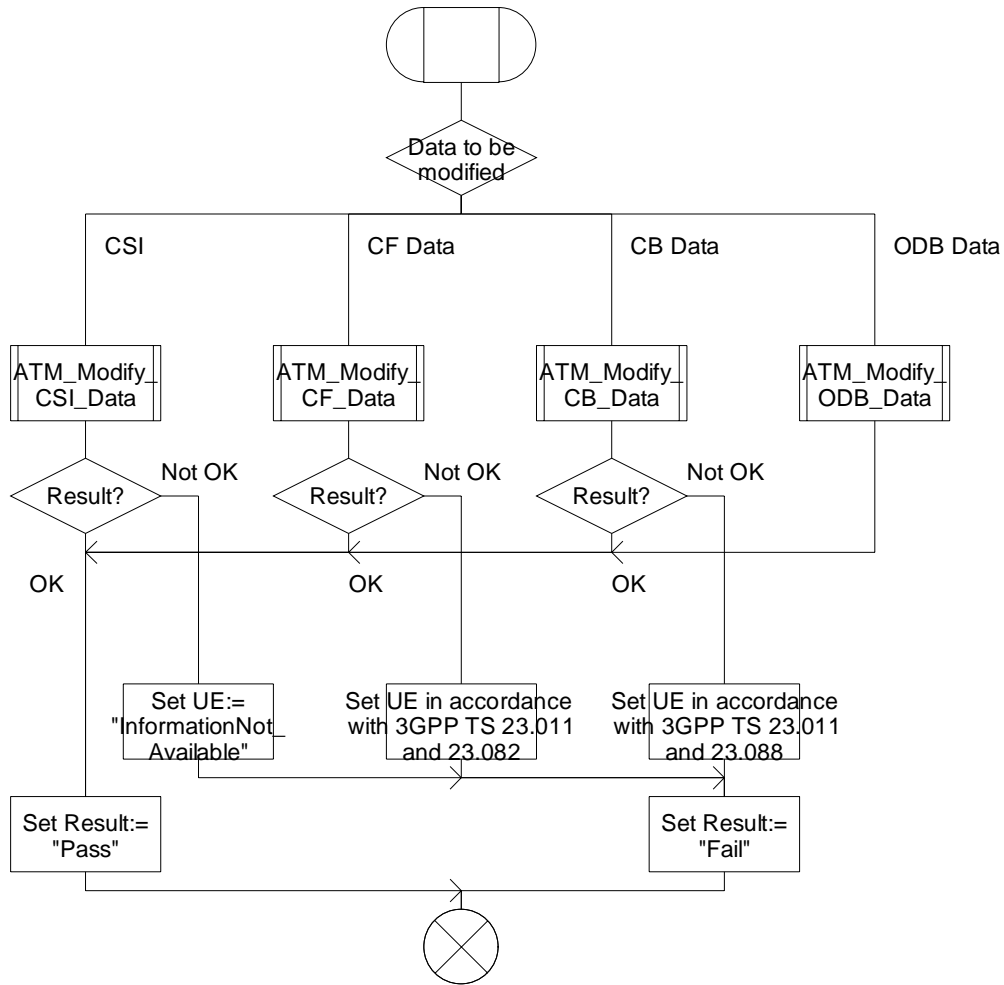 Data to be
modified
CSI
CF Data
CB Data
ODB Data
ATM_Modify_
CSI_Data
ATM_Modify_
CF_Data
ATM_Modify_
CB_Data
ATM_Modify_
ODB_Data
Result?
Not OK
Result?
Not OK
Result?
Not OK
OK
OK
OK
Set UE:=
"InformationNot_
Available"
Set UE in accordance
with 3GPP TS 23.011
and 23.082
Set UE in accordance
with 3GPP TS 23.011
and 23.088
Set Result:=
"Pass"
Set Result:=
"Fail"